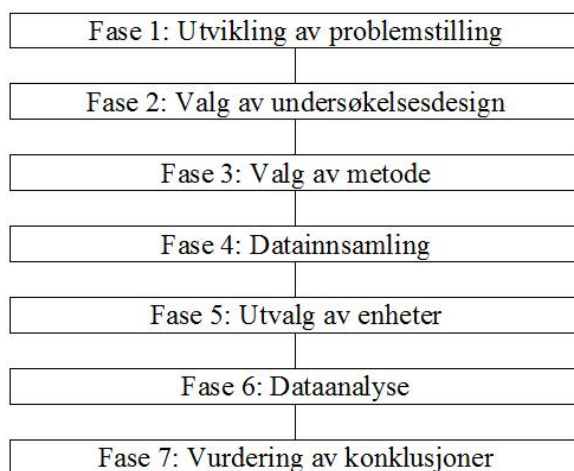 Fase 1: Utvikling av problemstilling
Fase 2: Valg av undersøkelsesdesign
Fase 3: Valg av metode
Fase 4: Datainnsamling
Fase 5: Utvalg av enheter
Fase 6: Dataanalyse
Fase 7: Vurdering av konklusjoner